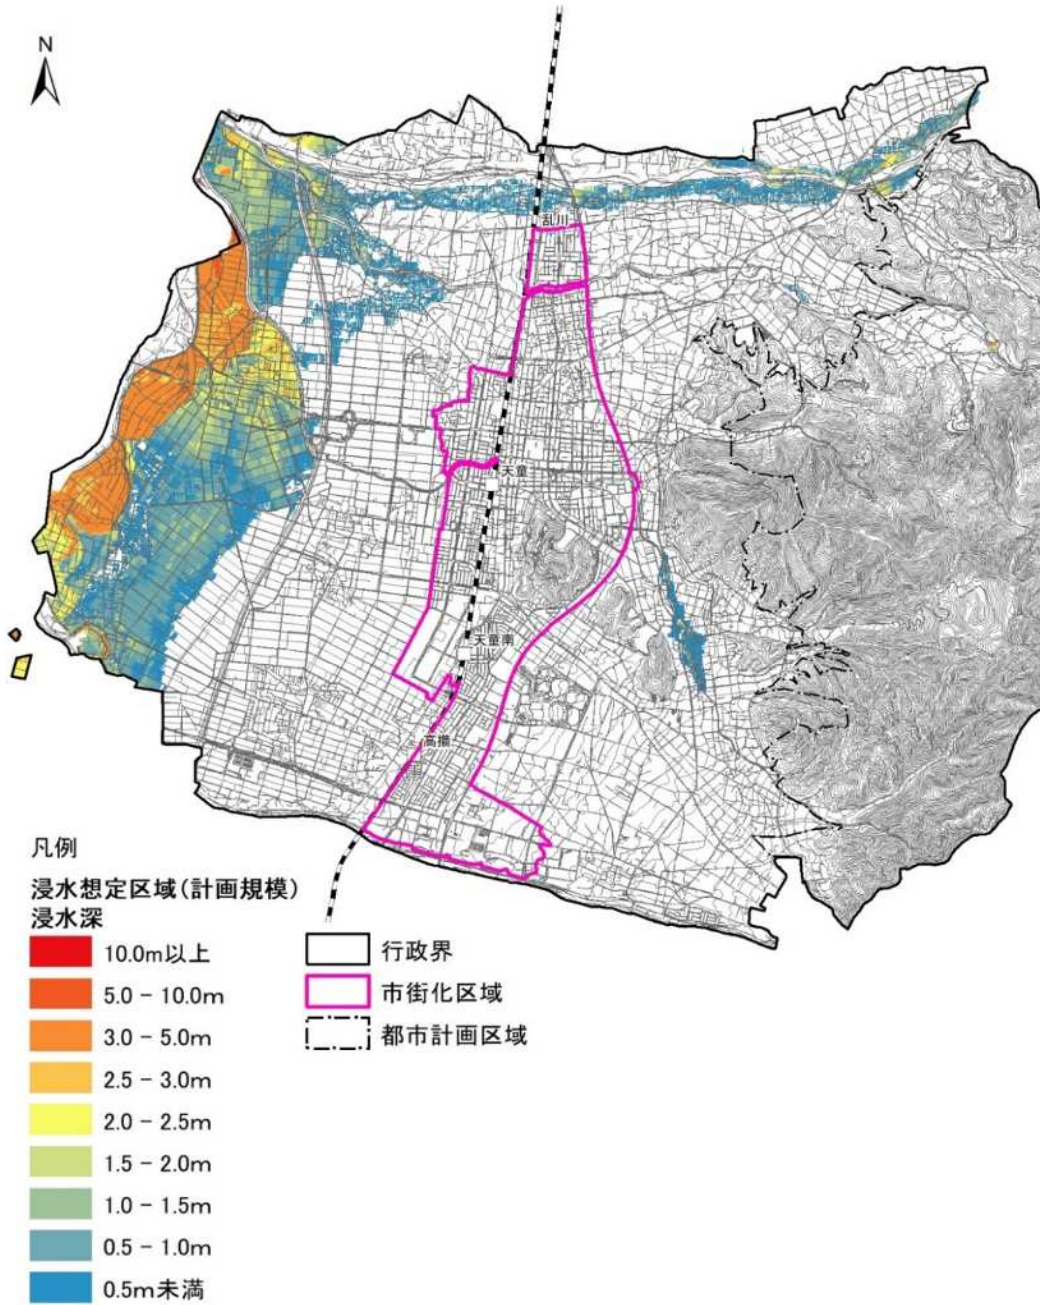 N
乱川
天童
天童南
高擶
凡例
浸水想定区域(計画規模)
浸水深
10.0m以上
5.0 - 10.0m
3.0 - 5.0m
2.5 - 3.0m
2.0 - 2.5m
1.5 - 2.0m
1.0 - 1.5m
0.5 - 1.0m
0.5m未満
行政界
市街化区域
都市計画区域